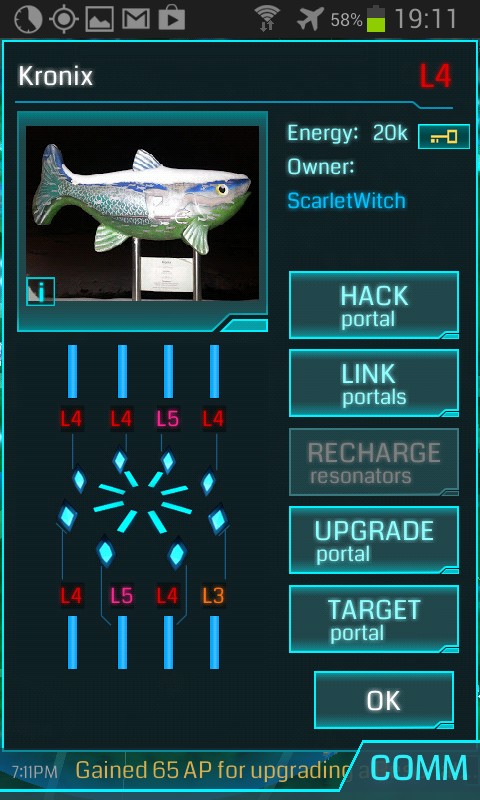 58% 19:11
Kronix L4
Energy: 20k
Owner:
ScarletWitch
i
HACK
portal
LINK
portals
RECHARGE
resonators
UPGRADE
portal
TARGET
portal
OK
L4 L4 L5 L4
L4 L5 L4 L3
7:11PM Gained 65 AP for upgrading
COMM